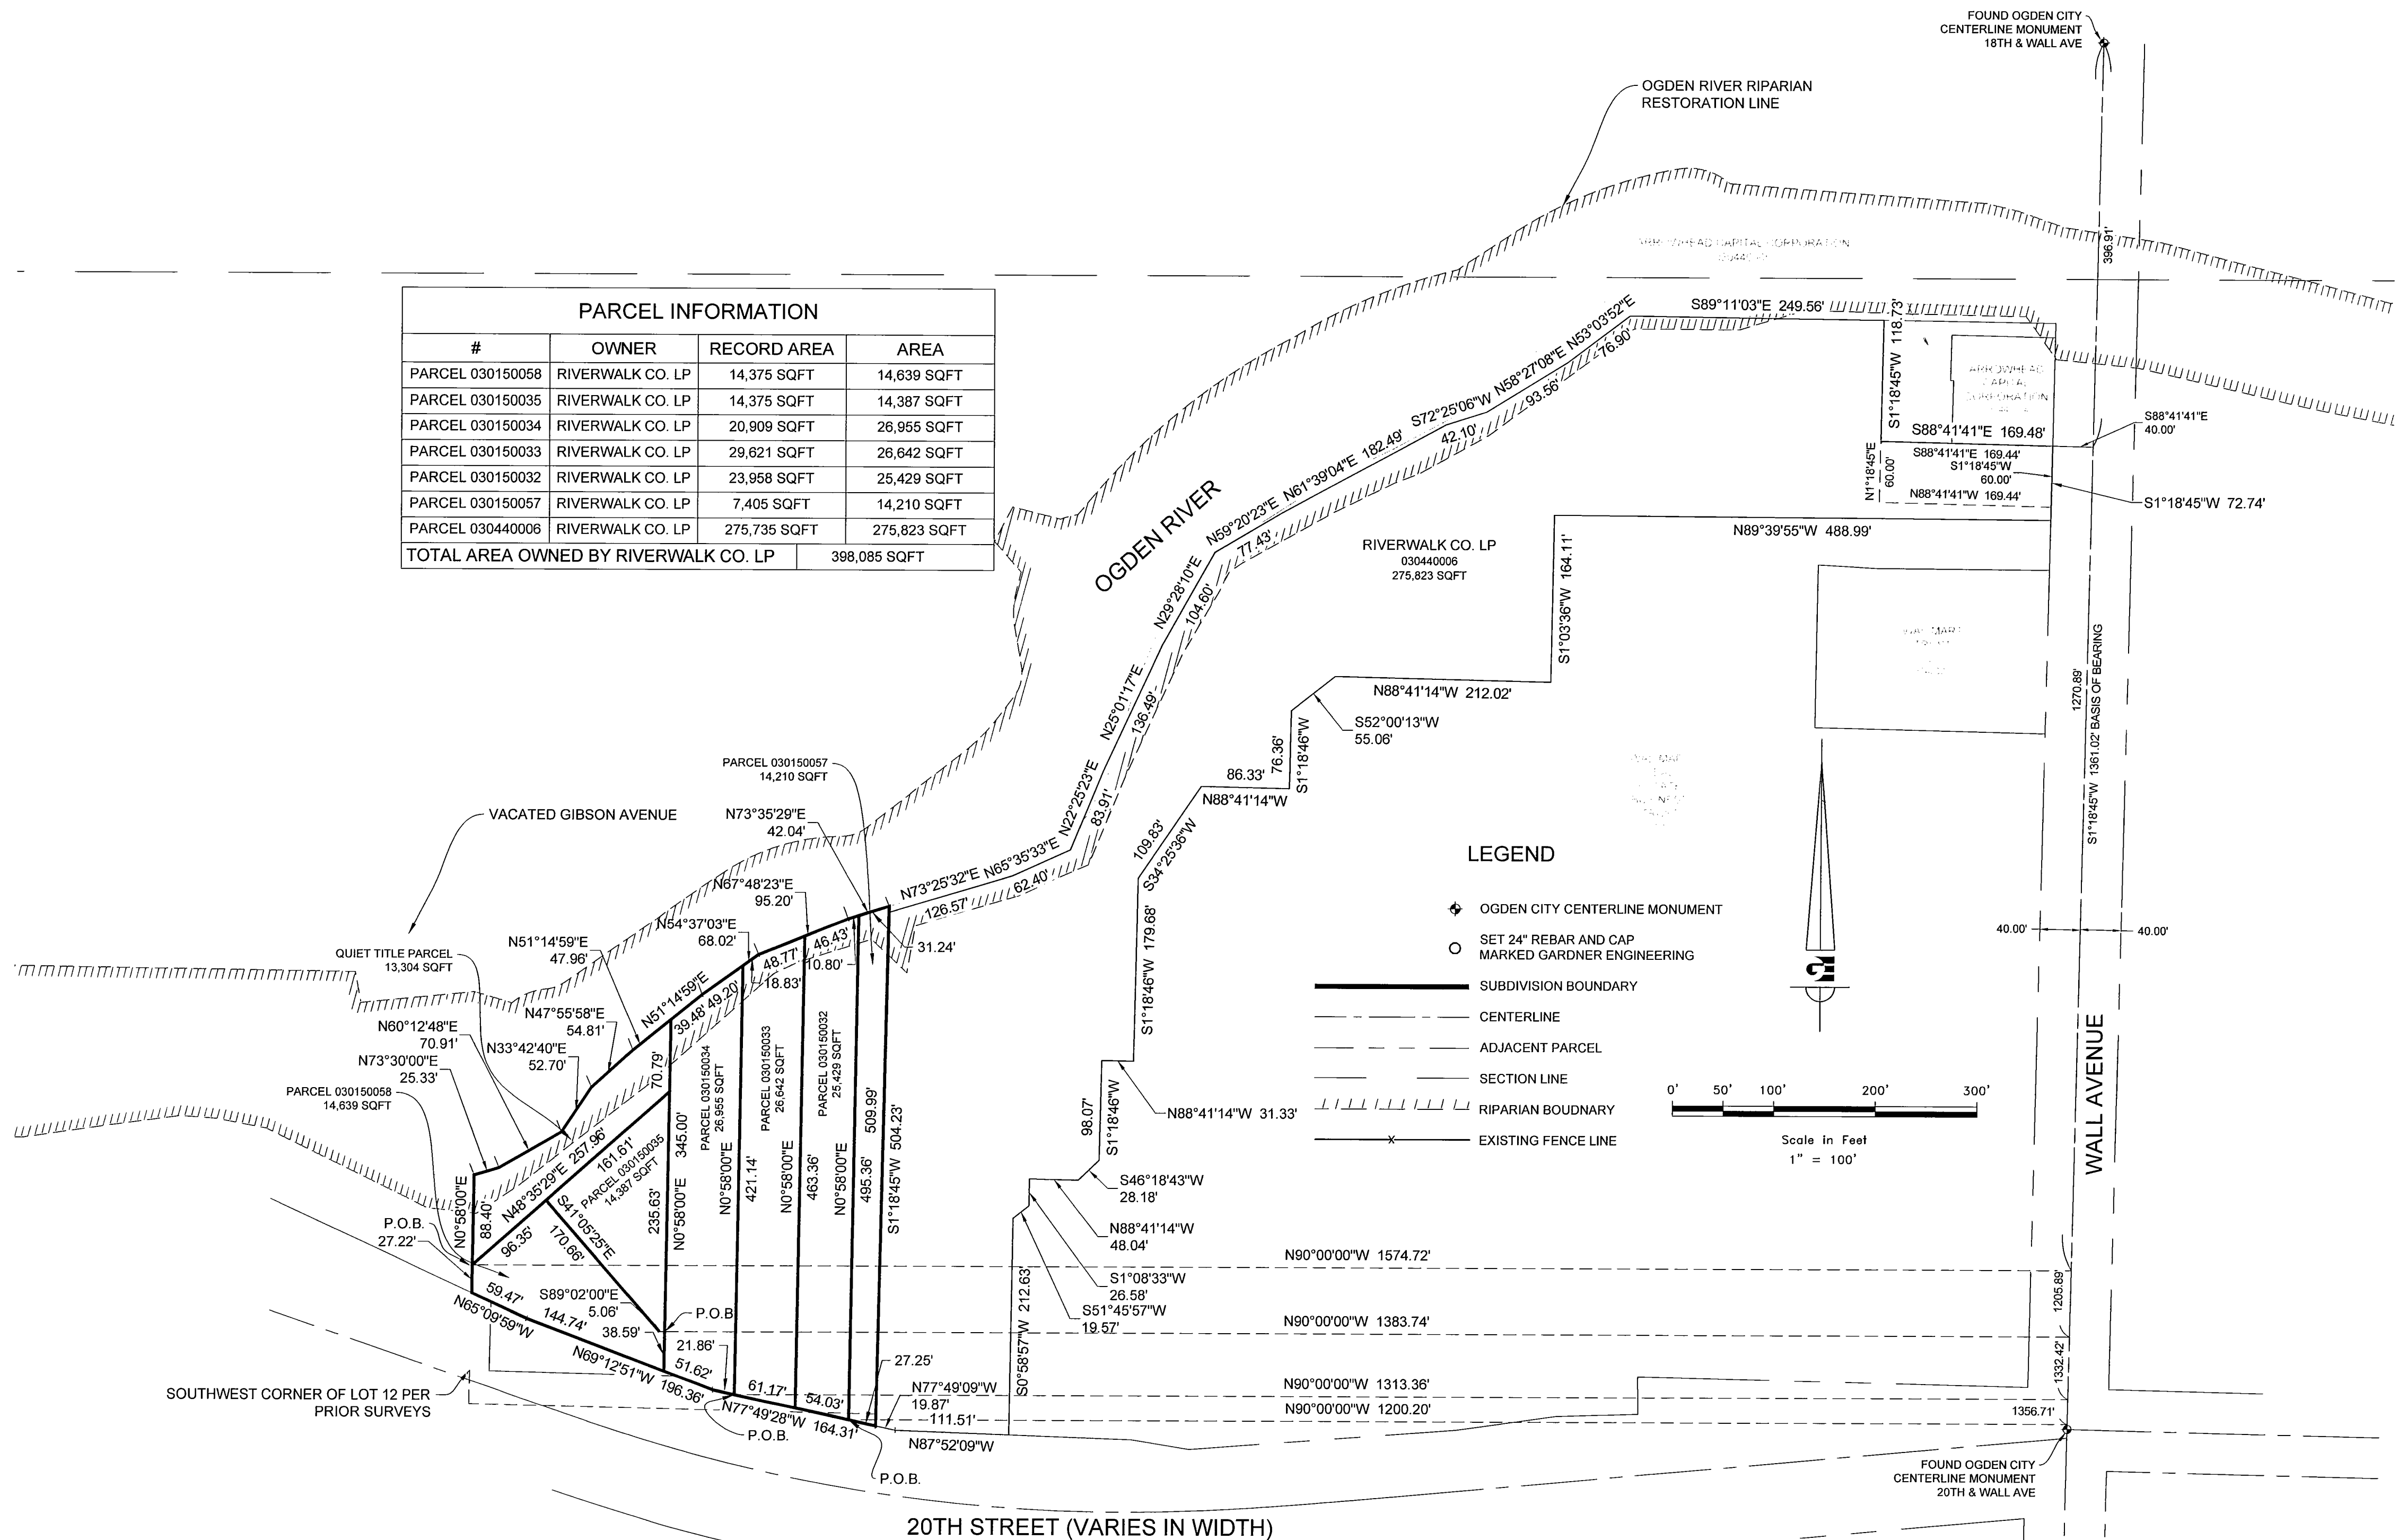 FOUND OGDEN CITY
CENTERLINE MONUMENT
18TH & WALL AVE
OGDEN RIVER RIPARIAN
RESTORATION LINE
396.91'
PARCEL INFORMATION
# OWNER RECORD AREA AREA
PARCEL 030150058 RIVERWALK CO. LP 14,375 SQFT 14,639 SQFT
PARCEL 030150035 RIVERWALK CO. LP 14,375 SQFT 14,387 SQFT
PARCEL 030150034 RIVERWALK CO. LP 20,909 SQFT 26,955 SQFT
PARCEL 030150033 RIVERWALK CO. LP 29,621 SQFT 26,642 SQFT
PARCEL 030150032 RIVERWALK CO. LP 23,958 SQFT 25,429 SQFT
PARCEL 030150057 RIVERWALK CO. LP 7,405 SQFT 14,210 SQFT
PARCEL 030440006 RIVERWALK CO. LP 275,735 SQFT 275,823 SQFT
TOTAL AREA OWNED BY RIVERWALK CO. LP 398,085 SQFT
ARROWHEAD CAPITAL CORPORATION
S89°11'03"E 249.56'
S1°18'45"W 118.73'
ARROWHEAD
CAPITAL
CORPORATION
S88°41'41"E 169.48'
S88°41'41"E
40.00'
S88°41'41"E 169.44'
S1°18'45"W
60.00'
N88°41'41"W 169.44'
N1°18'45"E
60.00'
S1°18'45"W 72.74'
N89°39'55"W 488.99'
N53°03'52"E
76.90'
N58°27'08"E
93.56'
S72°25'06"W
42.10'
N61°39'04"E 182.49'
N59°20'23"E
77.43'
N29°28'10"E
104.60'
N25°01'17"E
136.49'
N22°25'23"E
83.91'
N65°35'33"E
62.40'
N73°25'32"E
126.57'
OGDEN RIVER
RIVERWALK CO. LP
030440006
275,823 SQFT
S1°03'36"W 164.11'
N88°41'14"W 212.02'
S52°00'13"W
55.06'
76.36'
S1°18'46"W
86.33'
N88°41'14"W
109.83'
S34°25'36"W
S1°18'46"W 179.68'
N88°41'14"W 31.33'
98.07'
S1°18'46"W
S46°18'43"W
28.18'
N88°41'14"W
48.04'
S1°08'33"W
26.58'
S51°45'57"W
19.57'
S0°58'57"W 212.63'
1270.89'
S1°18'45"W 1361.02' BASIS OF BEARING
LEGEND
OGDEN CITY CENTERLINE MONUMENT
SET 24" REBAR AND CAP
MARKED GARDNER ENGINEERING
SUBDIVISION BOUNDARY
CENTERLINE
ADJACENT PARCEL
SECTION LINE
RIPARIAN BOUDNARY
EXISTING FENCE LINE
0' 50' 100' 200' 300'
Scale in Feet
1" = 100'
40.00'
40.00'
WALL AVENUE
PARCEL 030150057
14,210 SQFT
VACATED GIBSON AVENUE
N73°35'29"E
42.04'
N67°48'23"E
95.20'
N54°37'03"E
68.02'
N51°14'59"E
47.96'
QUIET TITLE PARCEL
13,304 SQFT
N47°55'58"E
54.81'
N60°12'48"E
70.91'
N33°42'40"E
52.70'
N73°30'00"E
25.33'
PARCEL 030150058
14,639 SQFT
N51°14'59"E
39.48'
49.20'
18.83'
48.77'
46.43'
10.80'
31.24'
70.79'
N0°58'00"E
88.40'
N48°35'29"E 257.96'
96.35'
161.61'
PARCEL 030150035
14,387 SQFT
S41°05'25"E
170.66'
235.63'
N0°58'00"E 345.00'
PARCEL 030150034
26,955 SQFT
N0°58'00"E
421.14'
PARCEL 030150033
26,642 SQFT
N0°58'00"E
463.36'
PARCEL 030150032
25,429 SQFT
N0°58'00"E
495.36'
509.99'
S1°18'45"W 504.23'
P.O.B.
27.22'
59.47'
N65°09'59"W
144.74'
S89°02'00"E
5.06'
38.59'
P.O.B
N69°12'51"W 196.36'
51.62'
21.86'
61.17'
54.03'
N77°49'28"W 164.31'
P.O.B.
P.O.B.
27.25'
N77°49'09"W
19.87'
111.51'
N87°52'09"W
N90°00'00"W 1574.72'
N90°00'00"W 1383.74'
N90°00'00"W 1313.36'
N90°00'00"W 1200.20'
1205.89'
1332.42'
1356.71'
SOUTHWEST CORNER OF LOT 12 PER
PRIOR SURVEYS
FOUND OGDEN CITY
CENTERLINE MONUMENT
20TH & WALL AVE
20TH STREET (VARIES IN WIDTH)